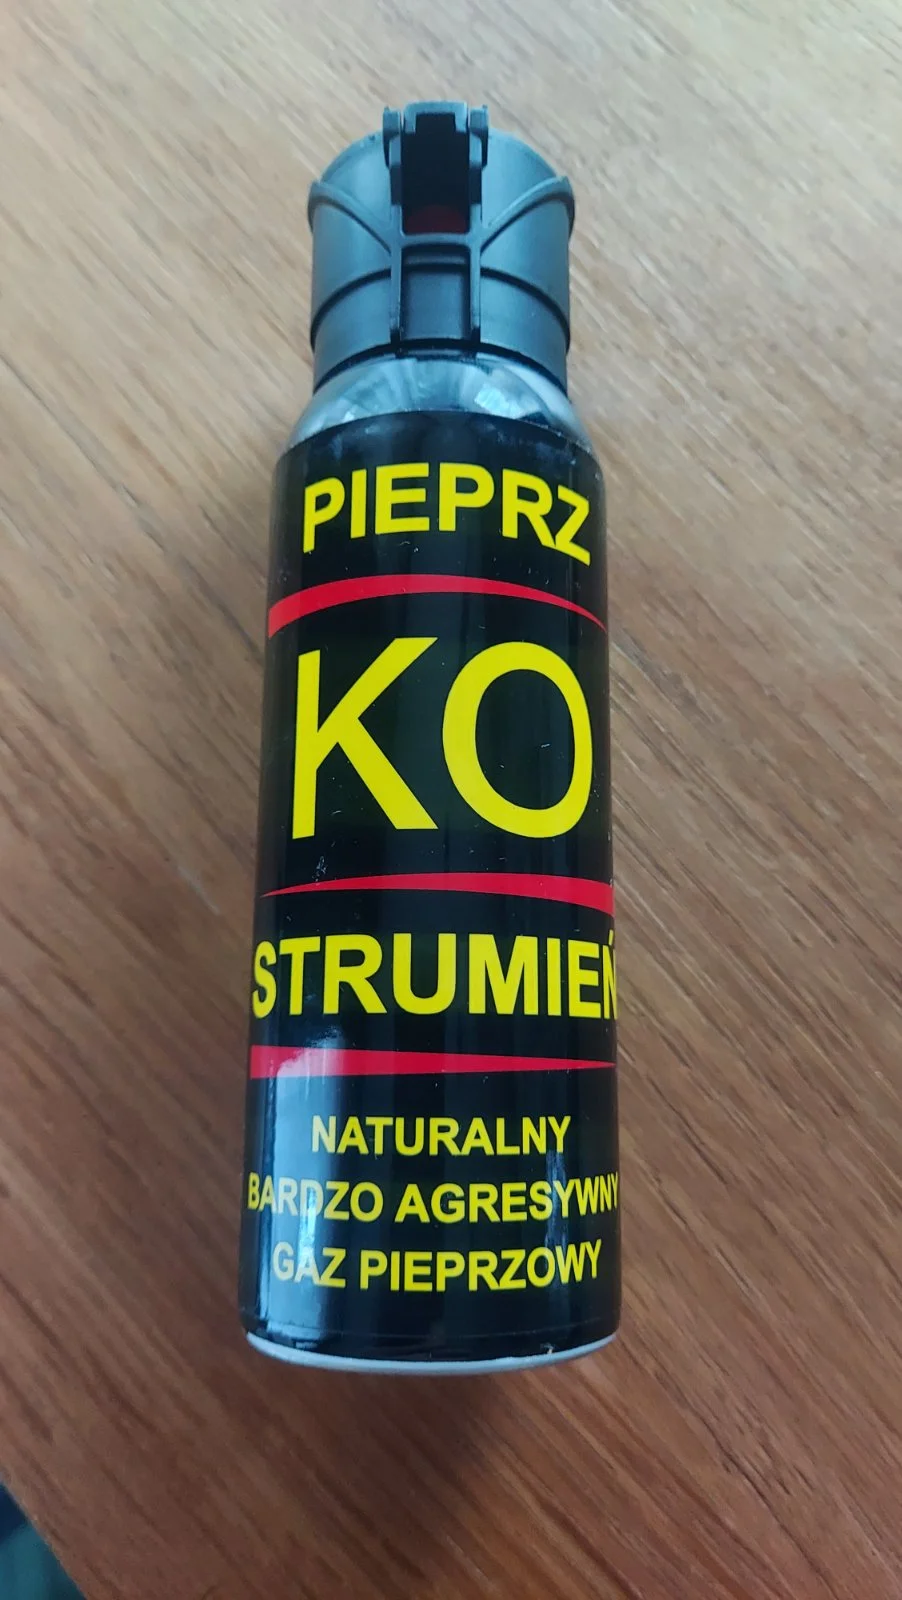 PIEPRZ
KO
STRUMIEŃ
NATURALNY
BARDZO AGRESYWNY
GAZ PIEPRZOWY